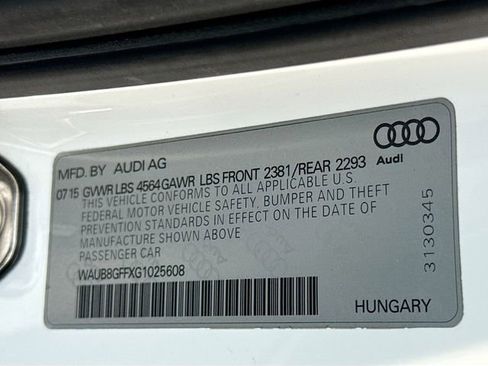 MFD. BY AUDI AG
07 15 GVWR LBS 4564 GAWR LBS FRONT 2381/REAR 2293
THIS VEHICLE CONFORMS TO ALL APPLICABLE U.S.
FEDERAL MOTOR VEHICLE SAFETY, BUMPER AND THEFT
PREVENTION STANDARDS IN EFFECT ON THE DATE OF
MANUFACTURE SHOWN ABOVE
PASSENGER CAR
WAUB8GFFXG1025608
Audi
3130345
HUNGARY